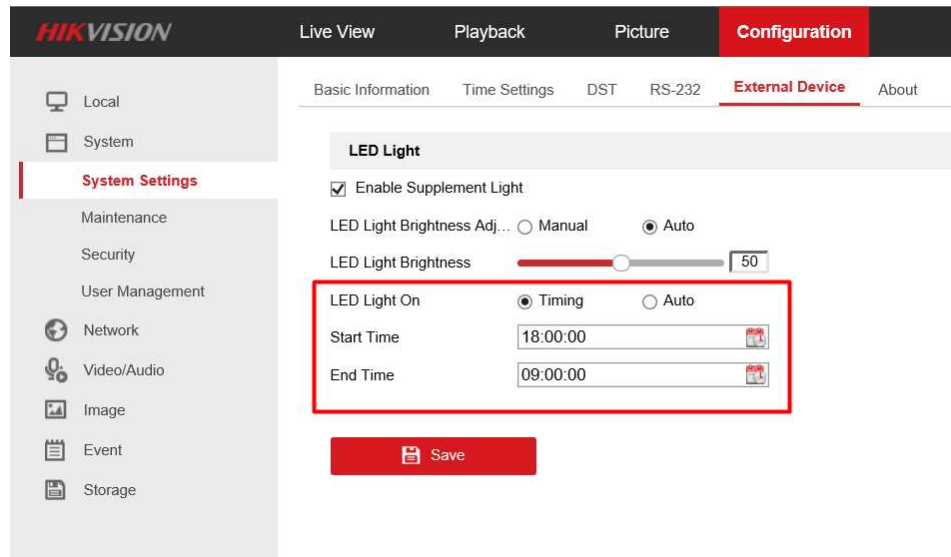 HIKVISION Live View Playback Picture Configuration
Basic Information Time Settings DST RS-232 External Device About
Local
System
System Settings
Maintenance
Security
User Management
Network
Video/Audio
Image
Event
Storage
LED Light
Enable Supplement Light
LED Light Brightness Adj... Manual Auto
LED Light Brightness 50
LED Light On Timing Auto
Start Time 18:00:00
End Time 09:00:00
Save